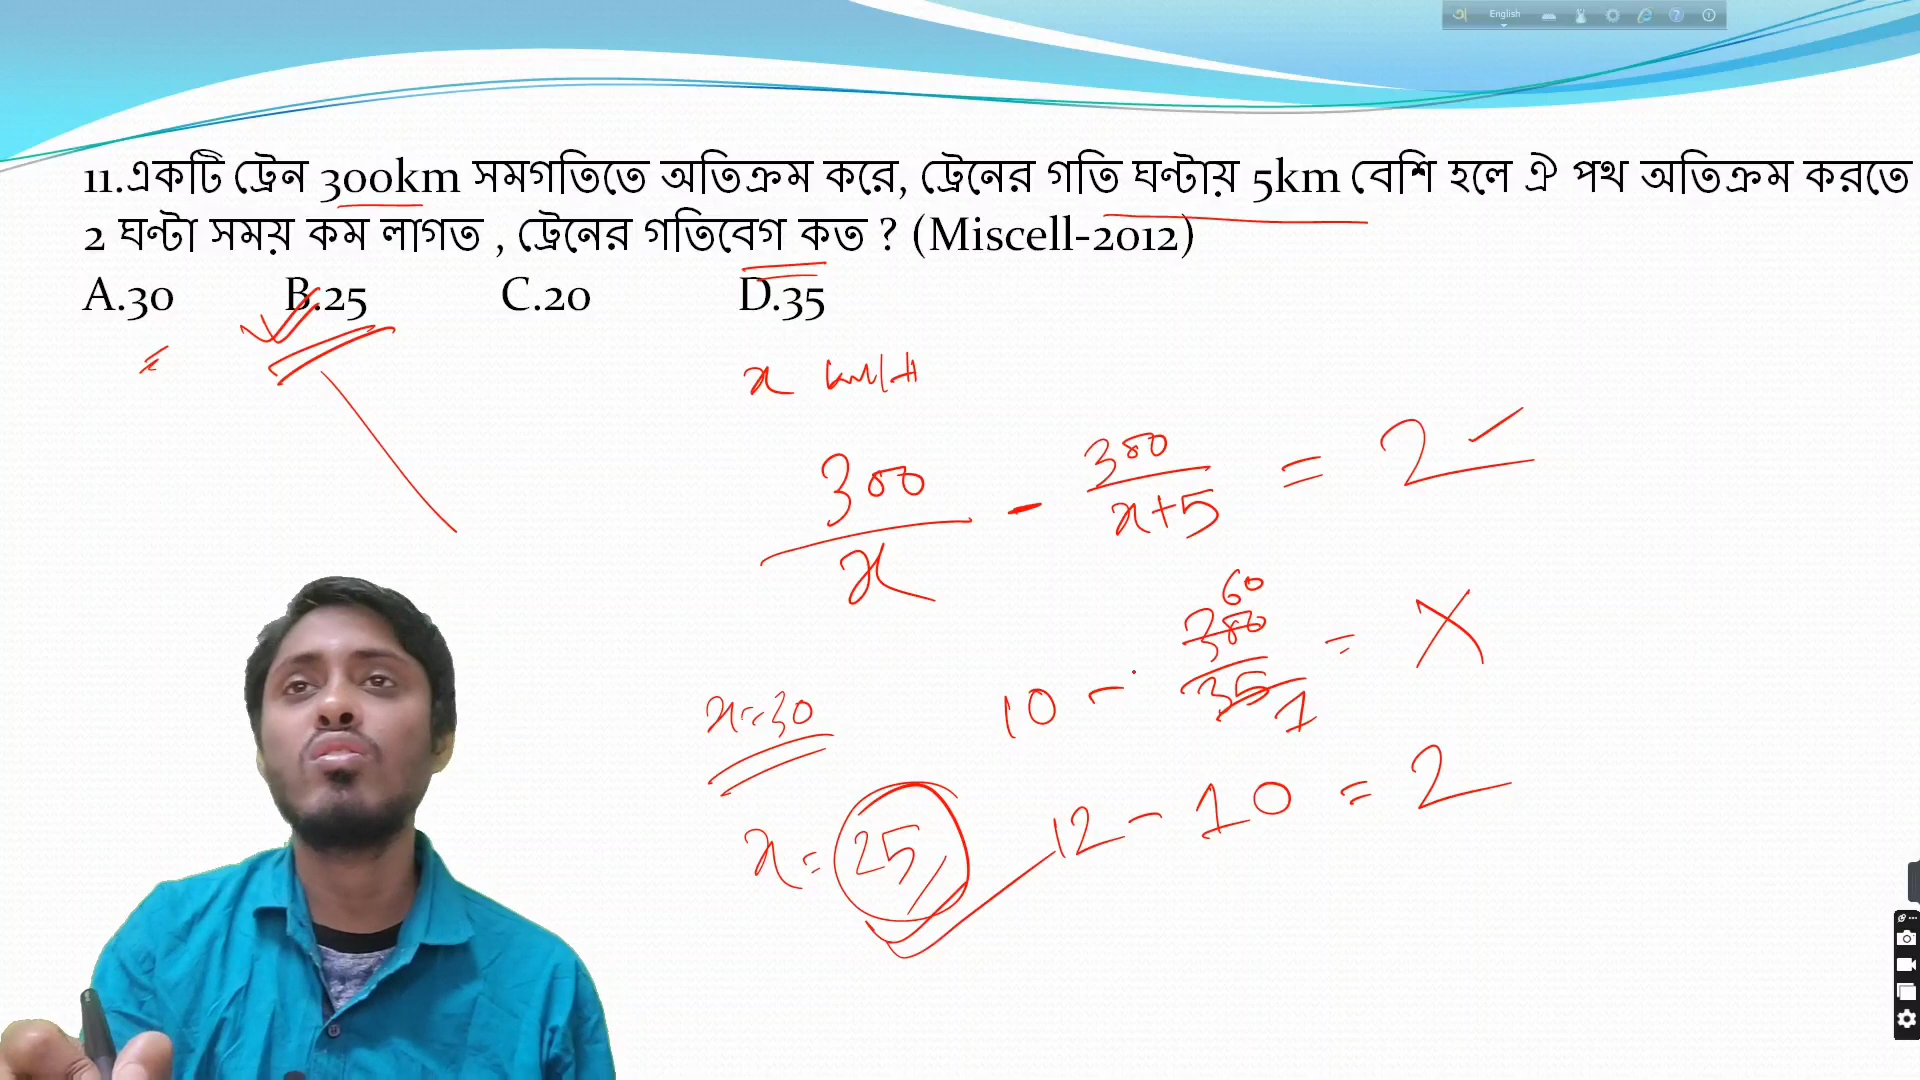 English
11.একটি ট্রেন 300km সমগতিতে অতিক্রম করে, ট্রেনের গতি ঘন্টায় 5km বেশি হলে ঐ পথ অতিক্রম করতে
2 ঘন্টা সময় কম লাগত , ট্রেনের গতিবেগ কত ? (Miscell-2012)
A.30 B.25 C.20 D.35
x km/H
300/x - 300/x+5 = 2
60
10 - 300/35 =
7
x=30
x = 25, 12 - 10 = 2